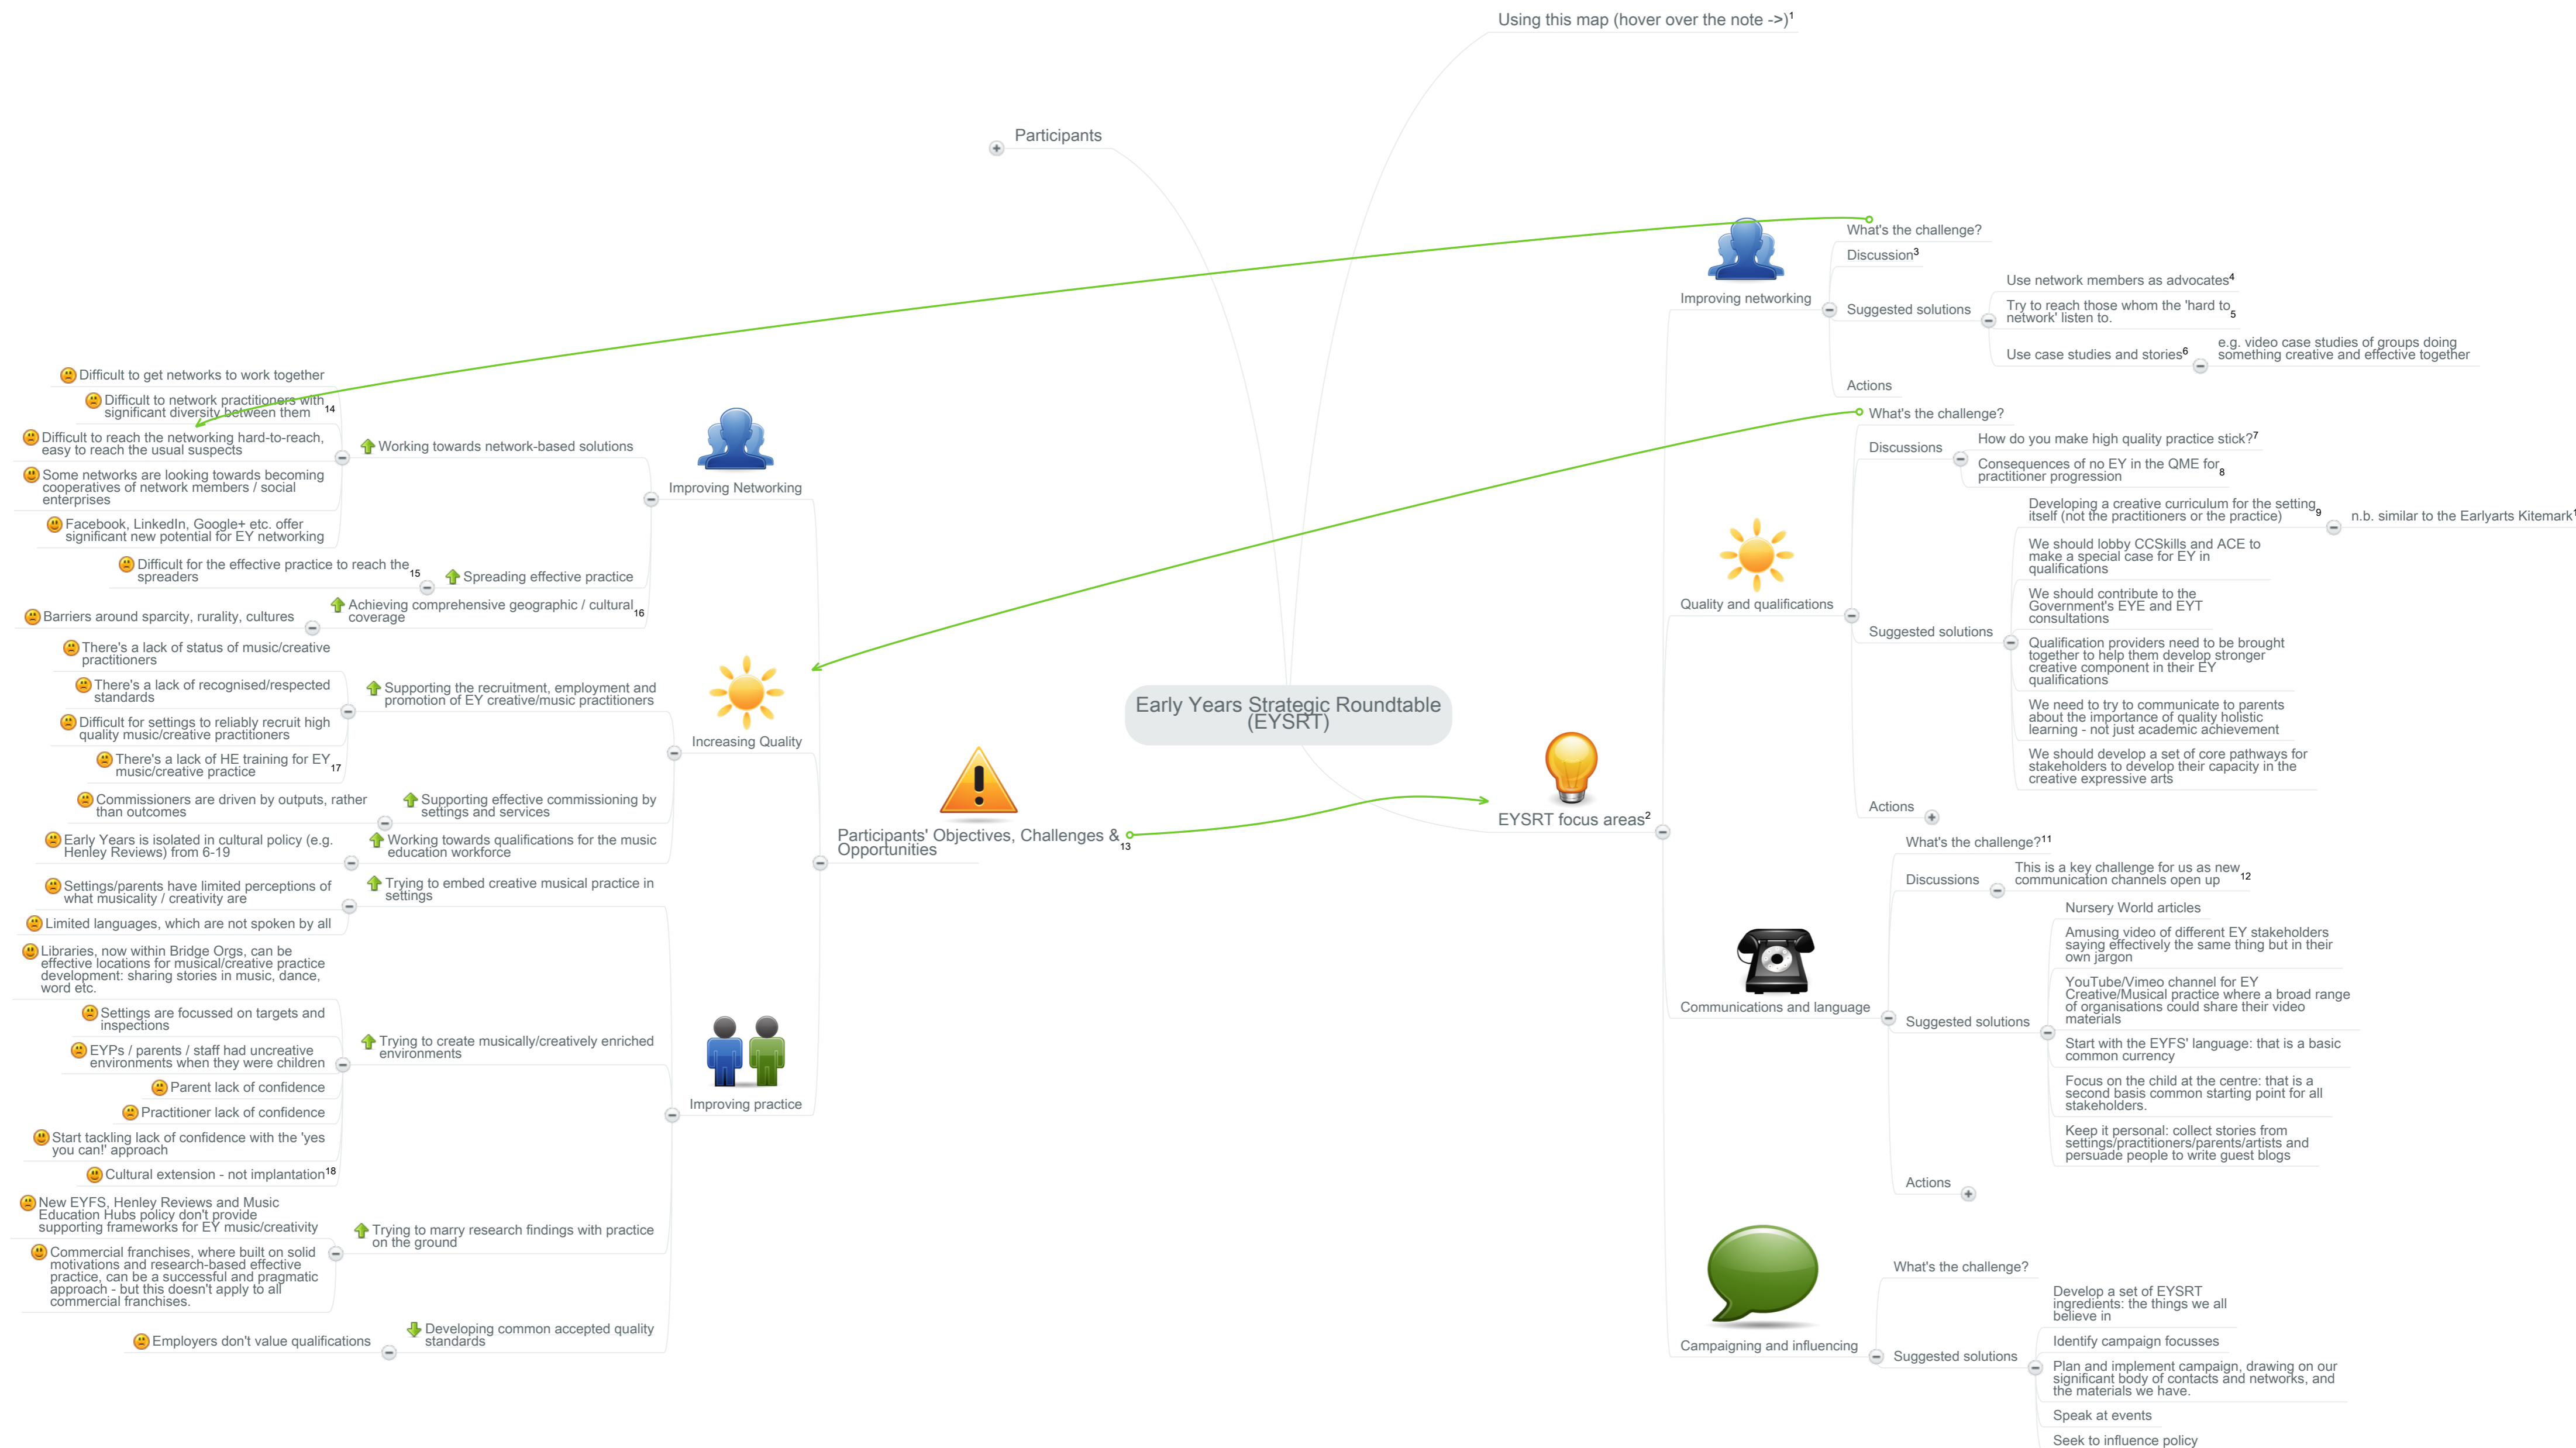 Using this map (hover over the note ->)1
Participants
Early Years Strategic Roundtable
(EYSRT)
Participants' Objectives, Challenges &
Opportunities
13
Improving Networking
Working towards network-based solutions
Difficult to get networks to work together
Difficult to network practitioners with
significant diversity between them 14
Difficult to reach the networking hard-to-reach,
easy to reach the usual suspects
Some networks are looking towards becoming
cooperatives of network members / social
enterprises
Facebook, LinkedIn, Google+ etc. offer
significant new potential for EY networking
Spreading effective practice
Difficult for the effective practice to reach the
spreaders 15
Achieving comprehensive geographic / cultural
coverage 16
Barriers around sparcity, rurality, cultures
Increasing Quality
Supporting the recruitment, employment and
promotion of EY creative/music practitioners
There's a lack of status of music/creative
practitioners
There's a lack of recognised/respected
standards
Difficult for settings to reliably recruit high
quality music/creative practitioners
There's a lack of HE training for EY
music/creative practice 17
Supporting effective commissioning by
settings and services
Commissioners are driven by outputs, rather
than outcomes
Working towards qualifications for the music
education workforce
Early Years is isolated in cultural policy (e.g.
Henley Reviews) from 6-19
Improving practice
Trying to embed creative musical practice in
settings
Settings/parents have limited perceptions of
what musicality / creativity are
Limited languages, which are not spoken by all
Trying to create musically/creatively enriched
environments
Libraries, now within Bridge Orgs, can be
effective locations for musical/creative practice
development: sharing stories in music, dance,
word etc.
Settings are focussed on targets and
inspections
EYPs / parents / staff had uncreative
environments when they were children
Parent lack of confidence
Practitioner lack of confidence
Start tackling lack of confidence with the 'yes
you can!' approach
Cultural extension - not implantation18
Trying to marry research findings with practice
on the ground
New EYFS, Henley Reviews and Music
Education Hubs policy don't provide
supporting frameworks for EY music/creativity
Commercial franchises, where built on solid
motivations and research-based effective
practice, can be a successful and pragmatic
approach - but this doesn't apply to all
commercial franchises.
Developing common accepted quality
standards
Employers don't value qualifications
EYSRT focus areas2
Improving networking
What's the challenge?
Discussion3
Suggested solutions
Use network members as advocates4
Try to reach those whom the 'hard to
network' listen to. 5
Use case studies and stories6
e.g. video case studies of groups doing
something creative and effective together
Actions
Quality and qualifications
What's the challenge?
Discussions
How do you make high quality practice stick?7
Consequences of no EY in the QME for
practitioner progression 8
Suggested solutions
Developing a creative curriculum for the setting
itself (not the practitioners or the practice) 9
n.b. similar to the Earlyarts Kitemark
We should lobby CCSkills and ACE to
make a special case for EY in
qualifications
We should contribute to the
Government's EYE and EYT
consultations
Qualification providers need to be brought
together to help them develop stronger
creative component in their EY
qualifications
We need to try to communicate to parents
about the importance of quality holistic
learning - not just academic achievement
We should develop a set of core pathways for
stakeholders to develop their capacity in the
creative expressive arts
Actions
Communications and language
What's the challenge?11
Discussions
This is a key challenge for us as new
communication channels open up 12
Suggested solutions
Nursery World articles
Amusing video of different EY stakeholders
saying effectively the same thing but in their
own jargon
YouTube/Vimeo channel for EY
Creative/Musical practice where a broad range
of organisations could share their video
materials
Start with the EYFS' language: that is a basic
common currency
Focus on the child at the centre: that is a
second basis common starting point for all
stakeholders.
Keep it personal: collect stories from
settings/practitioners/parents/artists and
persuade people to write guest blogs
Actions
Campaigning and influencing
What's the challenge?
Suggested solutions
Develop a set of EYSRT
ingredients: the things we all
believe in
Identify campaign focusses
Plan and implement campaign, drawing on our
significant body of contacts and networks, and
the materials we have.
Speak at events
Seek to influence policy